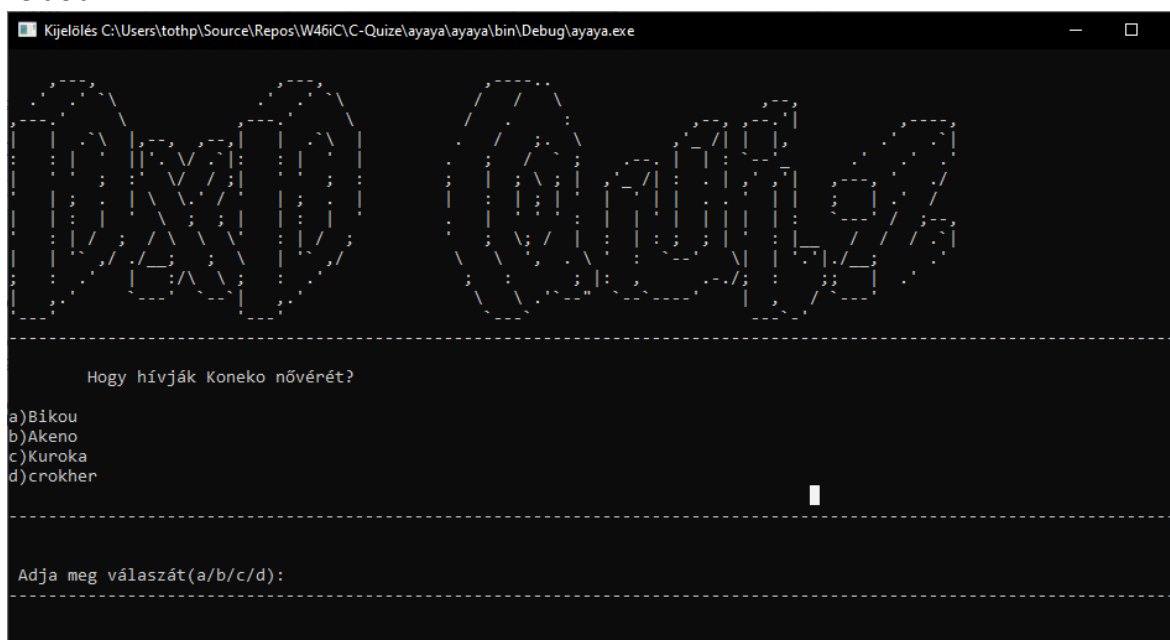 Kijelölés C:\Users\tothp\Source\Repos\W46iC\C-Quize\ayaya\ayaya\bin\Debug\ayaya.exe
DxD Quiz
Hogy hívják Koneko nővérét?
a)Bikou
b)Akeno
c)Kuroka
d)crokher
Adja meg válaszát(a/b/c/d):